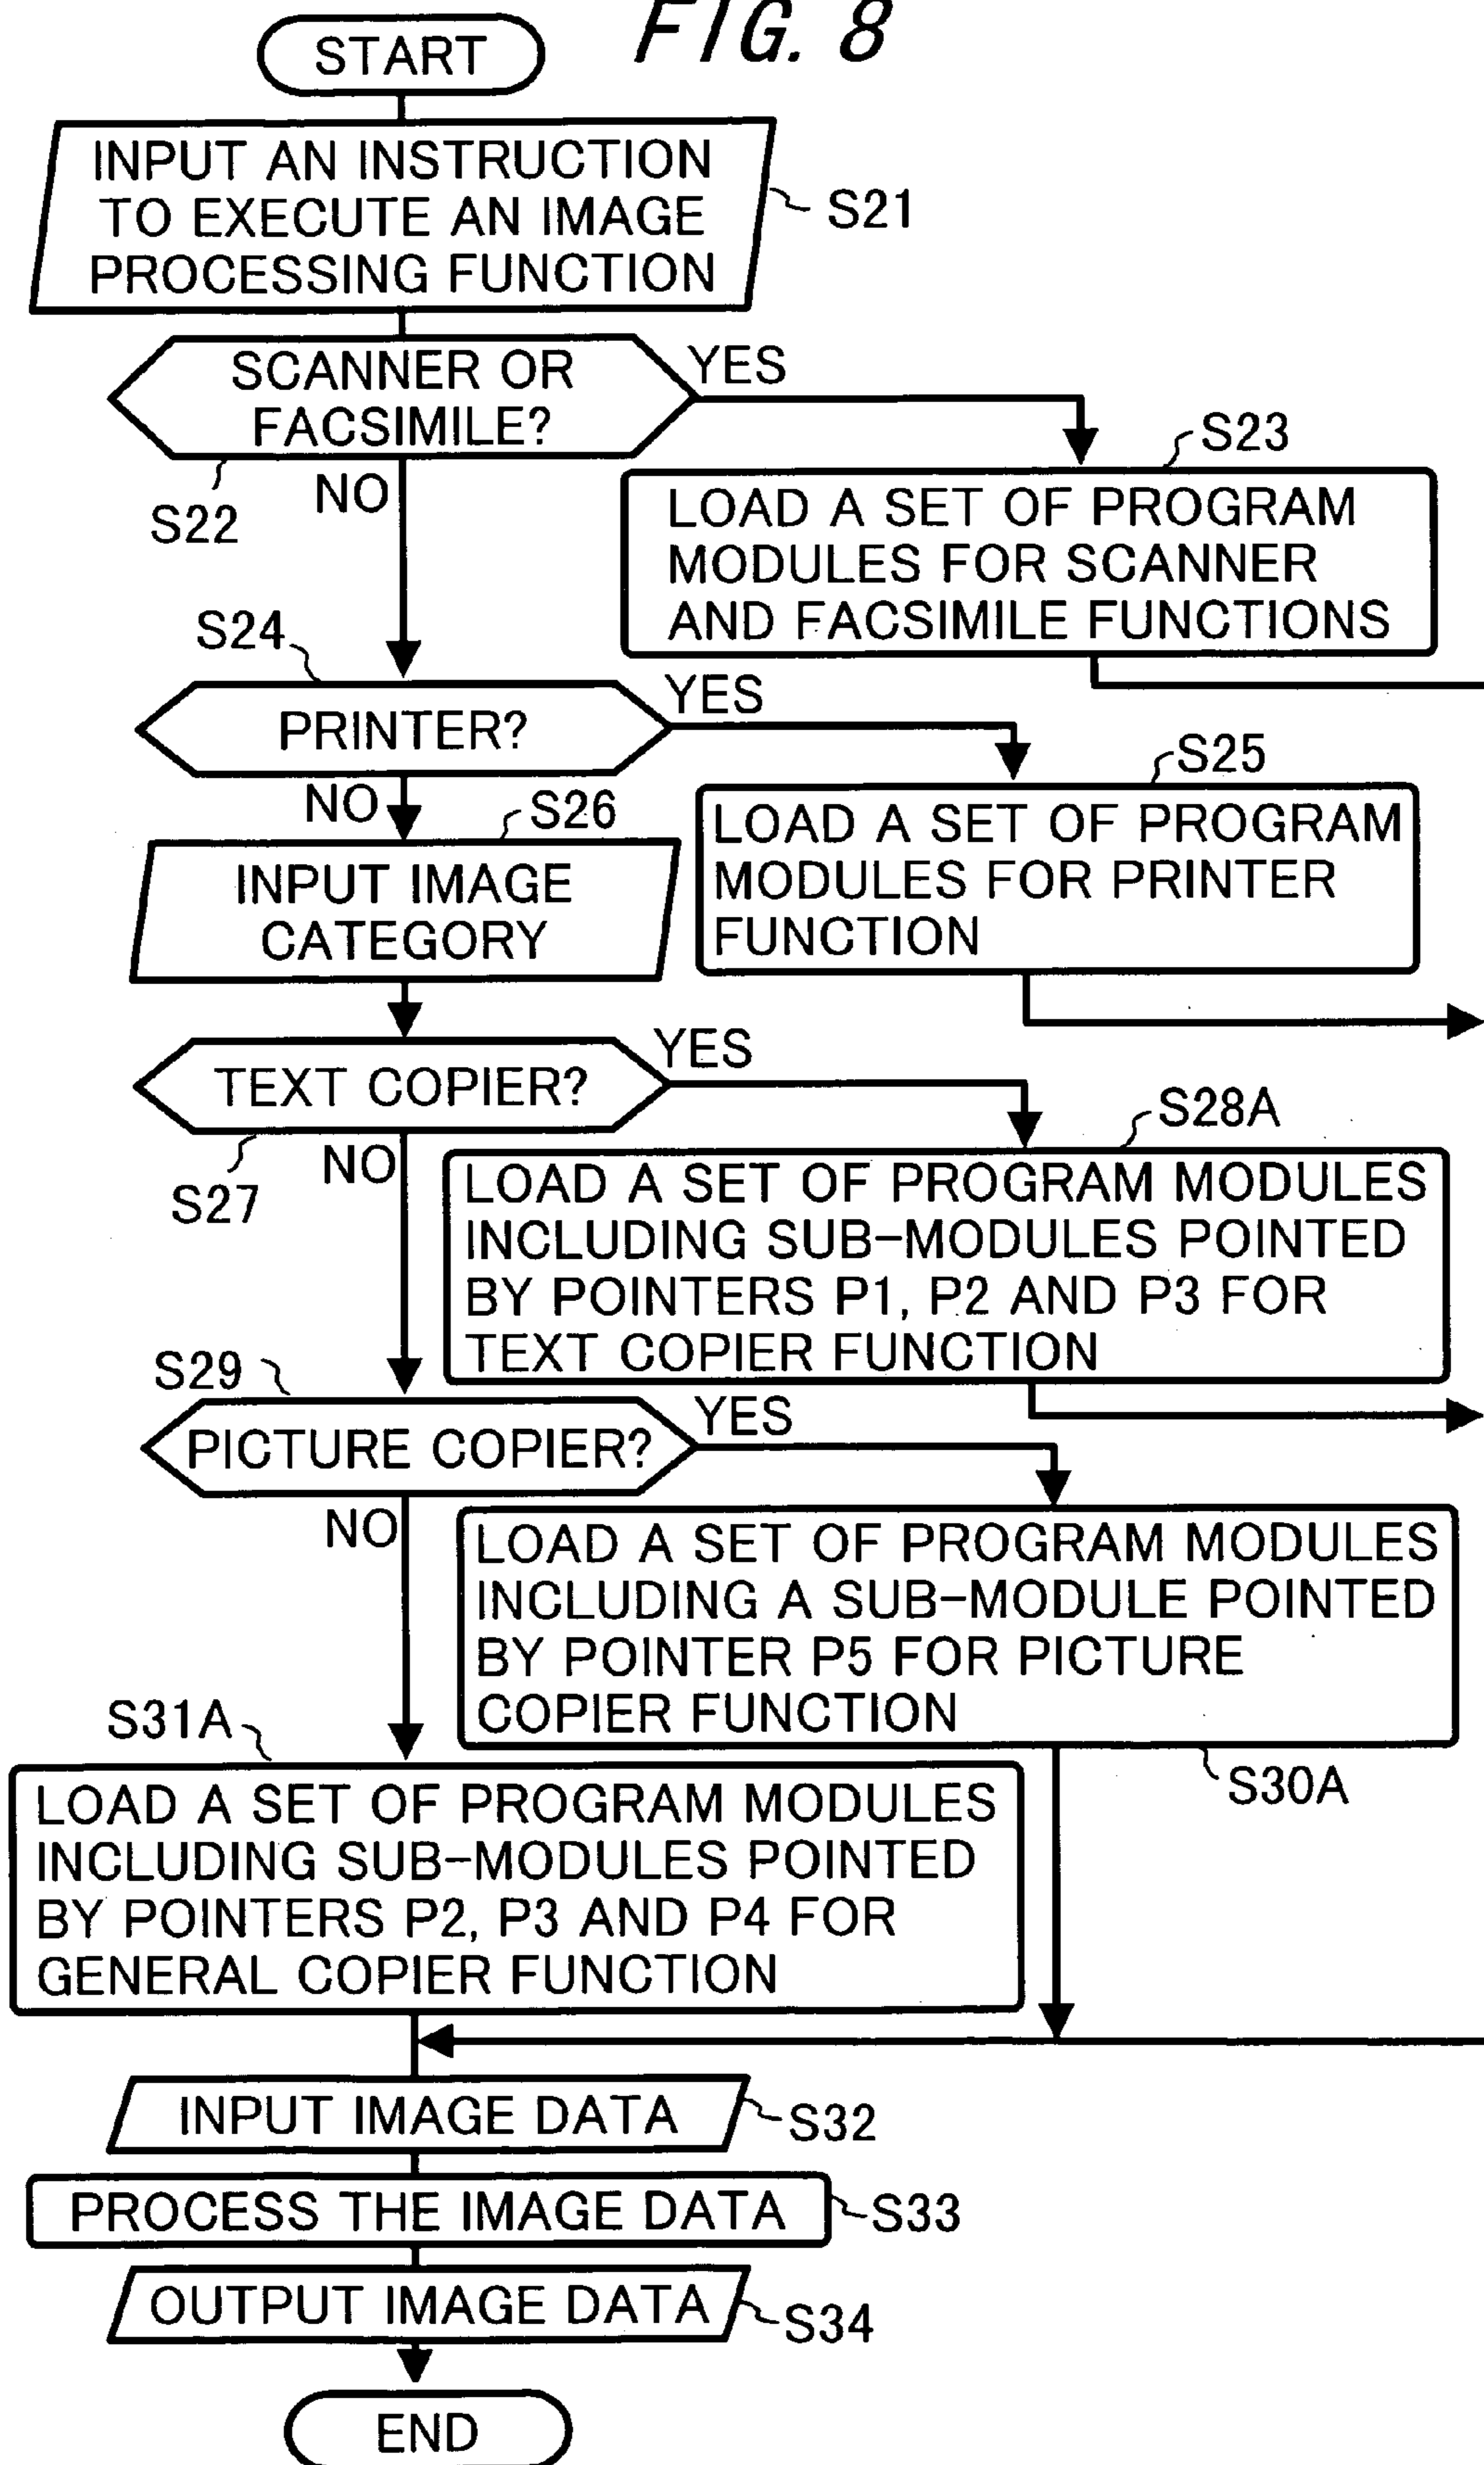 FIG. 8
START
INPUT AN INSTRUCTION
TO EXECUTE AN IMAGE
PROCESSING FUNCTION
S21
SCANNER OR
FACSIMILE?
YES
S22
NO
S23
LOAD A SET OF PROGRAM
MODULES FOR SCANNER
AND FACSIMILE FUNCTIONS
S24
PRINTER?
YES
NO
S25
LOAD A SET OF PROGRAM
MODULES FOR PRINTER
FUNCTION
S26
INPUT IMAGE
CATEGORY
TEXT COPIER?
YES
S27
NO
S28A
LOAD A SET OF PROGRAM MODULES
INCLUDING SUB-MODULES POINTED
BY POINTERS P1, P2 AND P3 FOR
TEXT COPIER FUNCTION
S29
PICTURE COPIER?
YES
NO
LOAD A SET OF PROGRAM MODULES
INCLUDING A SUB-MODULE POINTED
BY POINTER P5 FOR PICTURE
COPIER FUNCTION
S30A
S31A
LOAD A SET OF PROGRAM MODULES
INCLUDING SUB-MODULES POINTED
BY POINTERS P2, P3 AND P4 FOR
GENERAL COPIER FUNCTION
INPUT IMAGE DATA
S32
PROCESS THE IMAGE DATA
S33
OUTPUT IMAGE DATA
S34
END